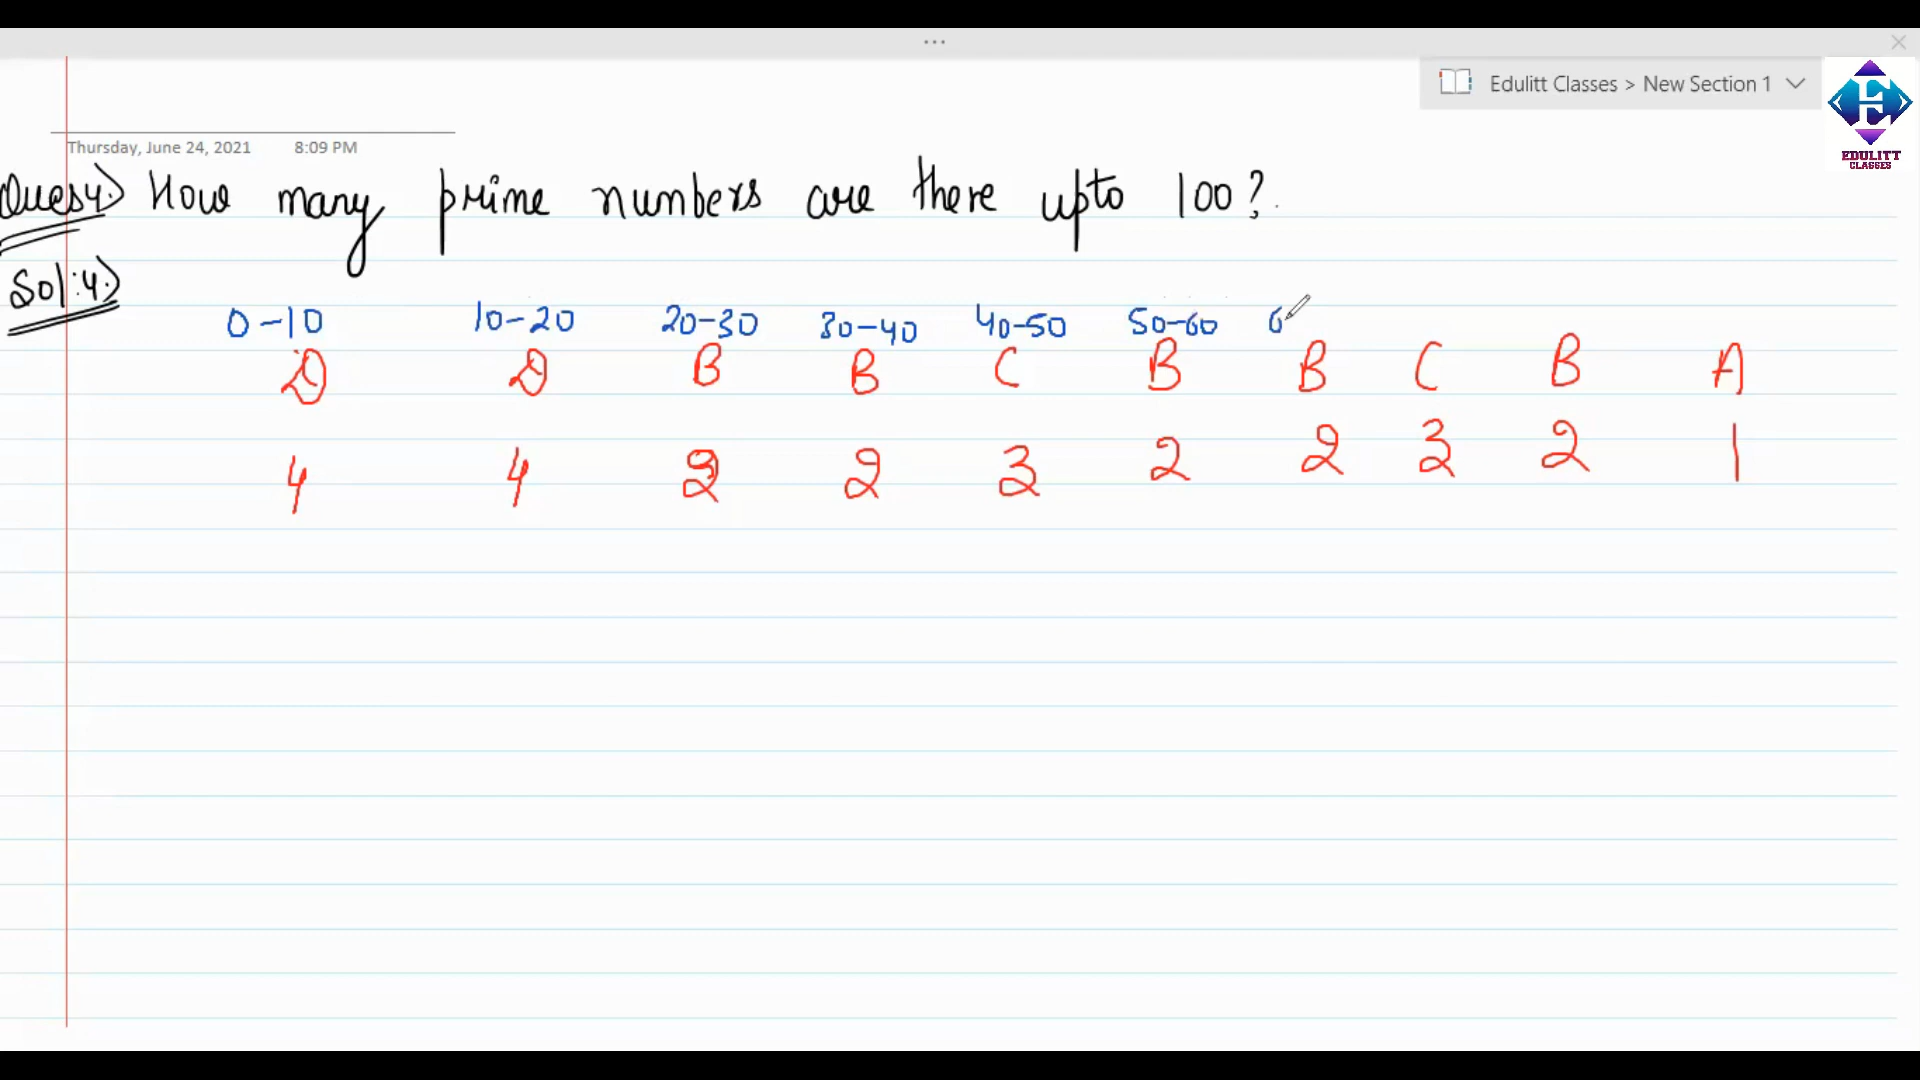 ...
Edulitt Classes > New Section 1
EDULITT
CLASSES
Thursday, June 24, 2021 8:09 PM
Ques4.) How many prime numbers are there upto 100?
Sol:4.)
0-10 10-20 20-30 30-40 40-50 50-60 6
D D B B C B B C B A
4 4 2 2 3 2 2 3 2 1